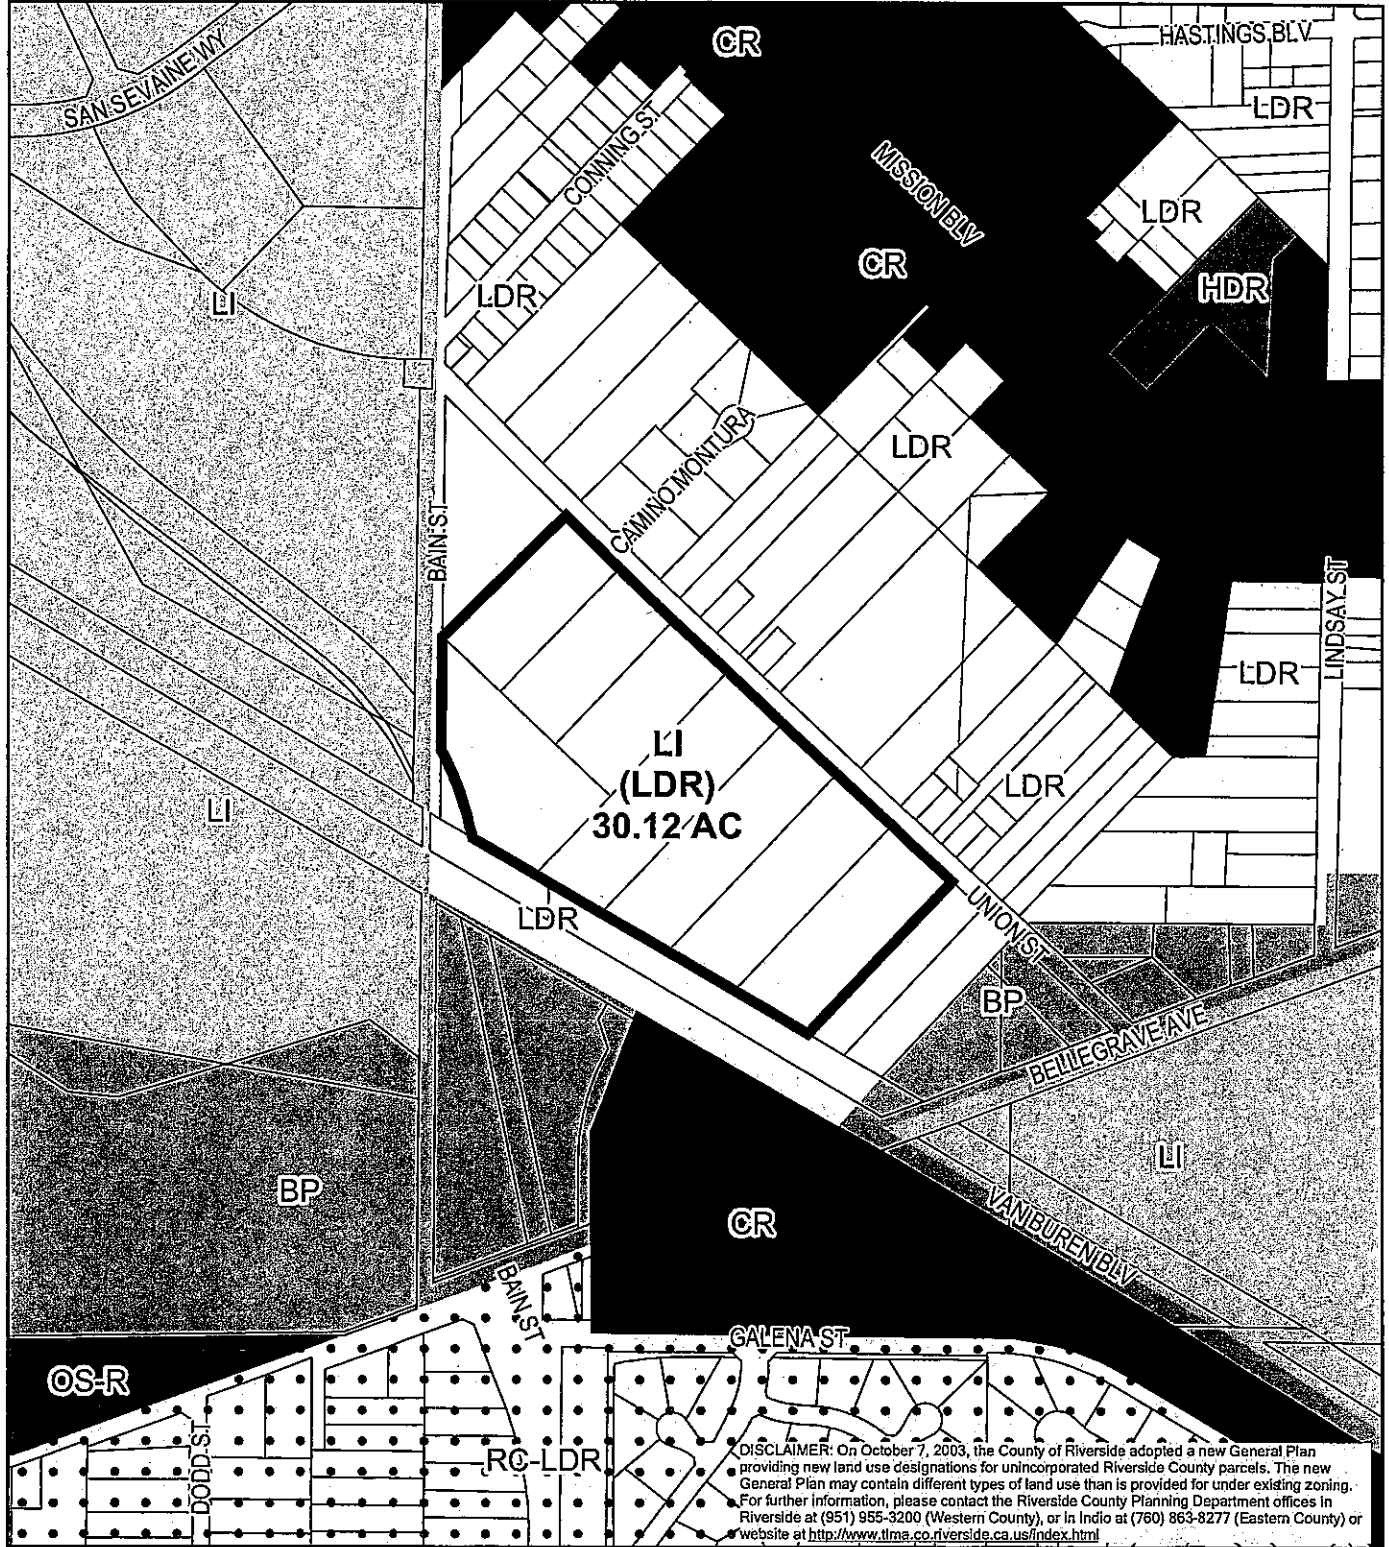 CR
HASTINGS BLV
SAN SEVAINE WY
LDR
CONNING ST
MISSION BLV
LDR
CR
HDR
LDR
LI
CAMINO MONTURA
LDR
BAIN ST
LINDSAY ST
LDR
LI
(LDR)
30.12 AC
LDR
LI
LDR
UNION ST
BP
BELLEGRAVE AVE
LI
BP
CR
VAN BUREN BLV
BAIN ST
GALENA ST
OS-R
DODD ST
RC-LDR
DISCLAIMER: On October 7, 2003, the County of Riverside adopted a new General Plan
providing new land use designations for unincorporated Riverside County parcels. The new
General Plan may contain different types of land use than is provided for under existing zoning.
For further information, please contact the Riverside County Planning Department offices in
Riverside at (951) 955-3200 (Western County), or in Indio at (760) 863-8277 (Eastern County) or
website at http://www.tlma.co.riverside.ca.us/index.html